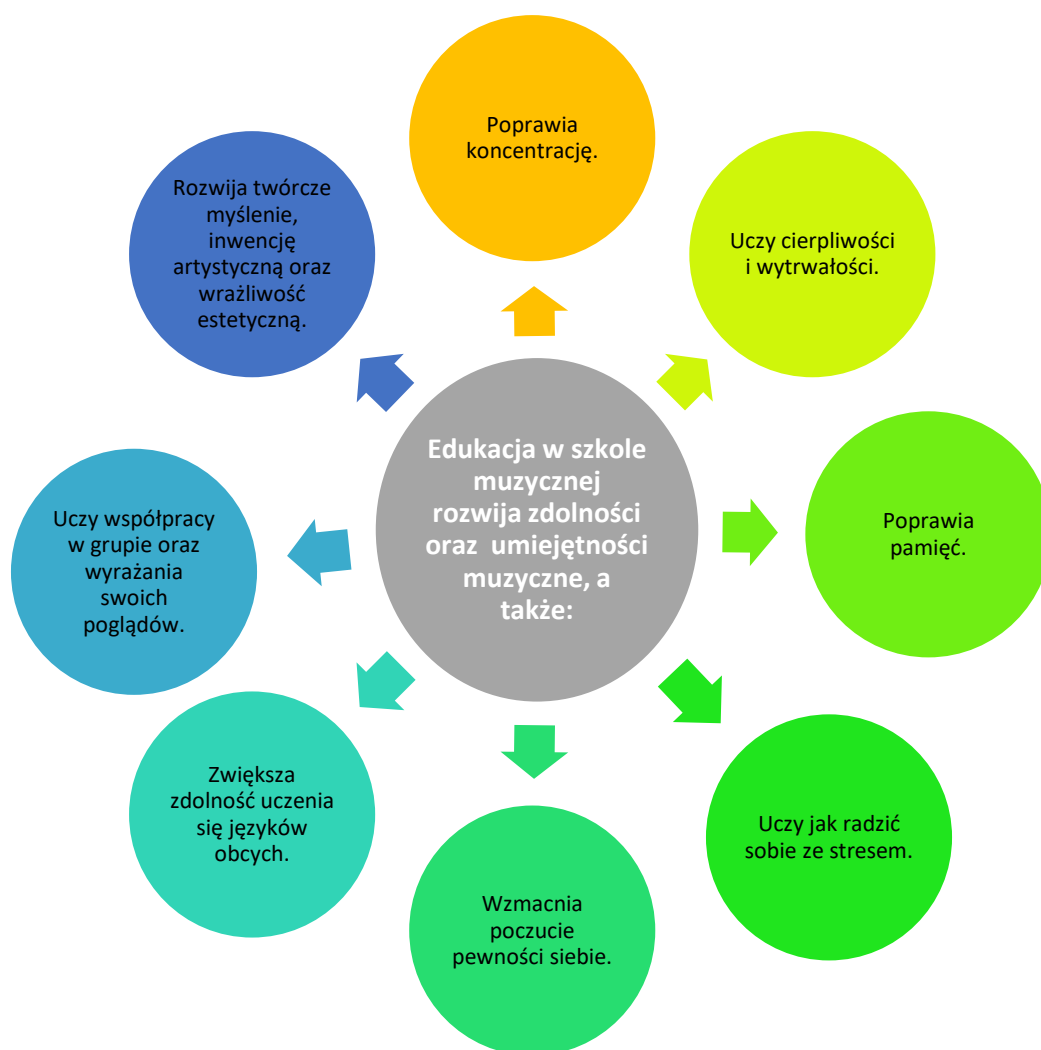 Edukacja w szkole
muzycznej
rozwija zdolności
oraz  umiejętności
muzyczne, a
także:
Poprawia
koncentrację.
Uczy cierpliwości
i wytrwałości.
Poprawia
pamięć.
Uczy jak radzić
sobie ze stresem.
Wzmacnia
poczucie
pewności siebie.
Zwiększa
zdolność uczenia
się języków
obcych.
Uczy współpracy
w grupie oraz
wyrażania
swoich
poglądów.
Rozwija twórcze
myślenie,
inwencję
artystyczną oraz
wrażliwość
estetyczną.